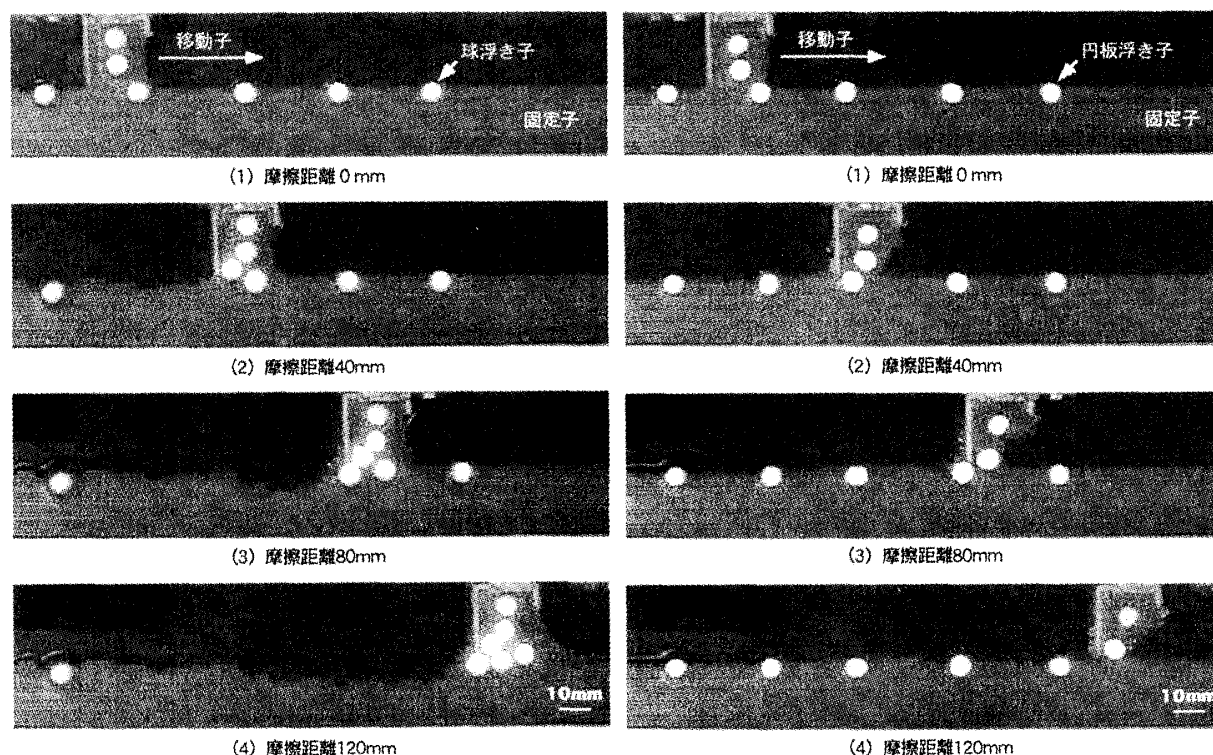 移動子
球浮き子
固定子
(1) 摩擦距離0mm
(2) 摩擦距離40mm
(3) 摩擦距離80mm
10mm
(4) 摩擦距離120mm
移動子
円板浮き子
固定子
(1) 摩擦距離0mm
(2) 摩擦距離40mm
(3) 摩擦距離80mm
10mm
(4) 摩擦距離120mm